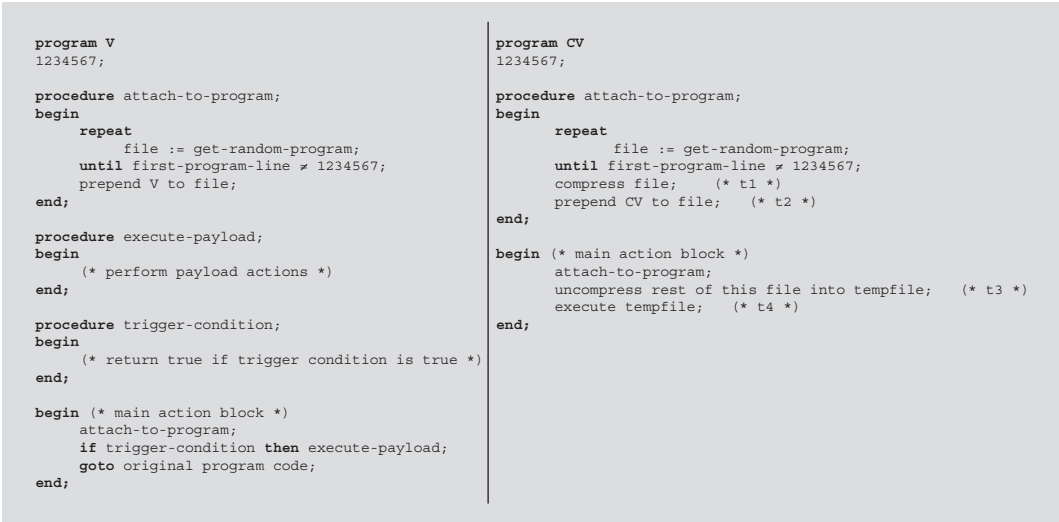 program V
1234567;
procedure attach-to-program;
begin
repeat
file := get-random-program;
until first-program-line ≠ 1234567;
prepend V to file;
end;
procedure execute-payload;
begin
(* perform payload actions *)
end;
procedure trigger-condition;
begin
(* return true if trigger condition is true *)
end;
begin (* main action block *)
attach-to-program;
if trigger-condition then execute-payload;
goto original program code;
end;
program CV
1234567;
procedure attach-to-program;
begin
repeat
file := get-random-program;
until first-program-line ≠ 1234567;
compress file; (* t1 *)
prepend CV to file; (* t2 *)
end;
begin (* main action block *)
attach-to-program;
uncompress rest of this file into tempfile; (* t3 *)
execute tempfile; (* t4 *)
end;